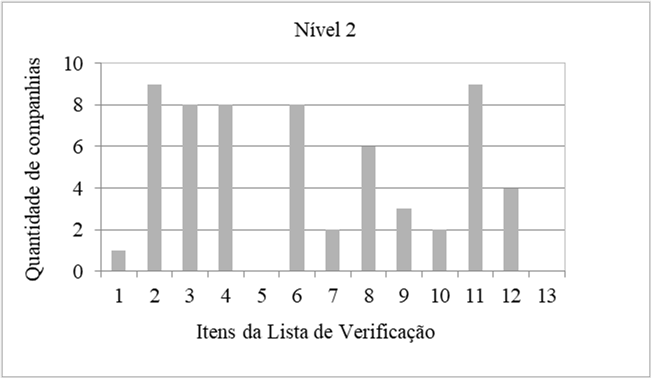 Nível 2
Quantidade de companhias
10
8
6
4
2
0
1 2 3 4 5 6 7 8 9 10 11 12 13
Itens da Lista de Verificação